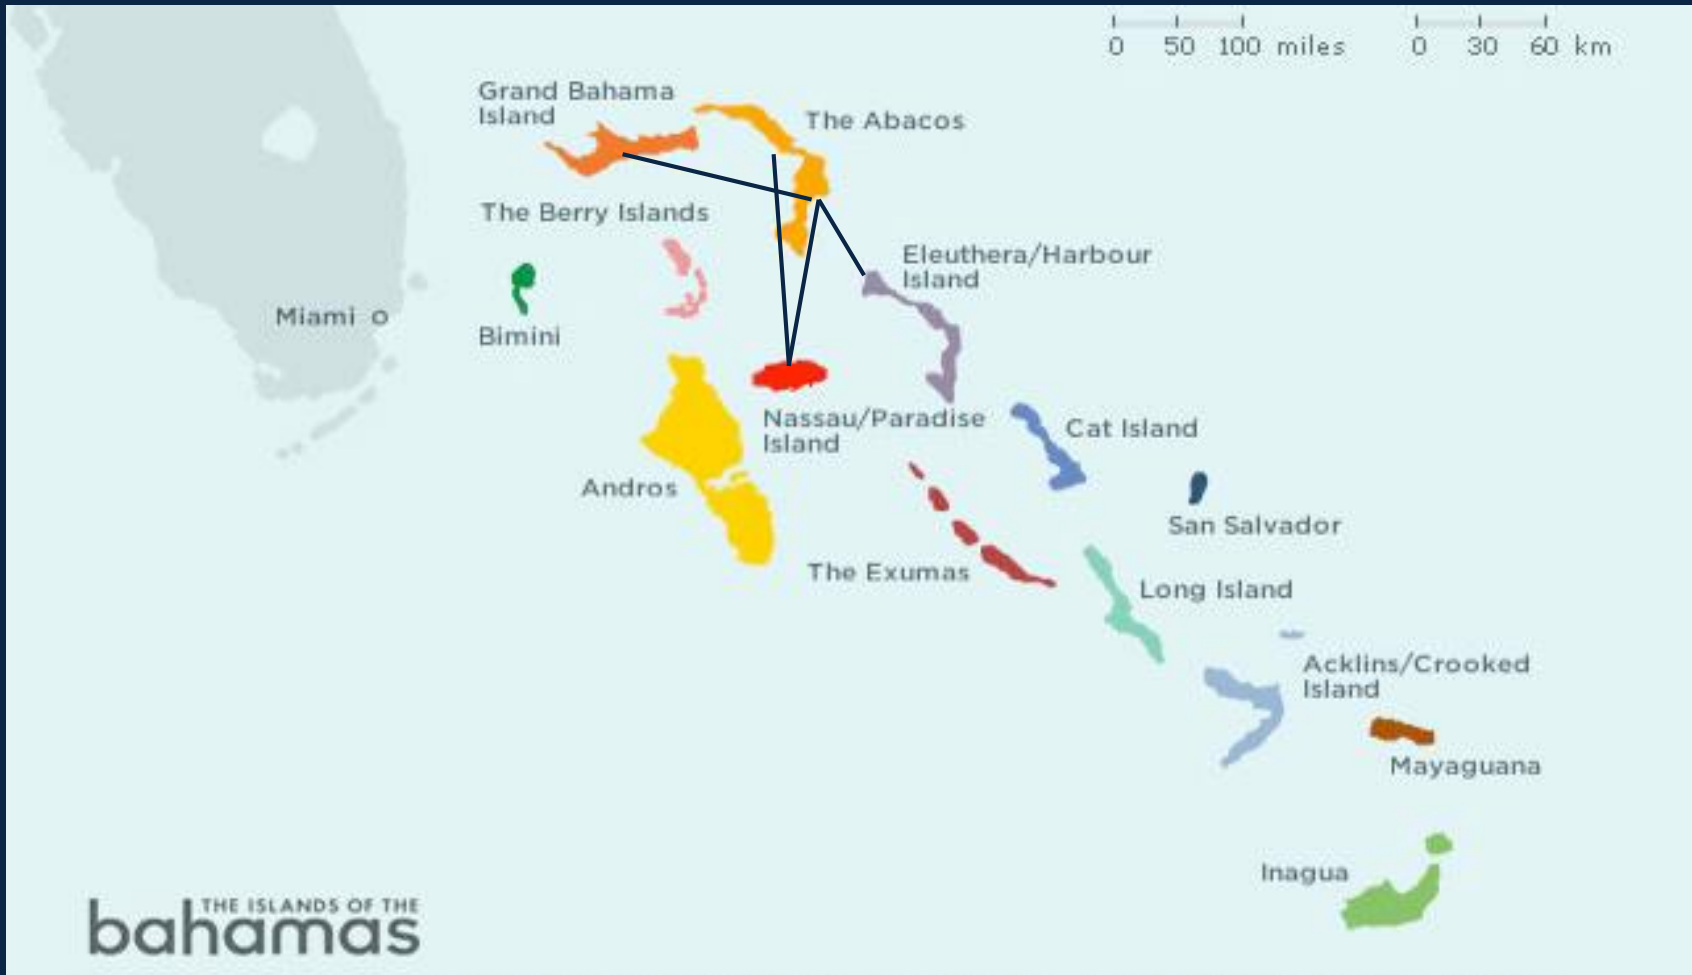 0 50 100 miles 0 30 60 km
Grand Bahama
Island
The Abacos
The Berry Islands
Eleuthera/Harbour
Island
Miami
Bimini
Nassau/Paradise
Island
Cat Island
Andros
San Salvador
The Exumas
Long Island
Acklins/Crooked
Island
Mayaguana
Inagua
THE ISLANDS OF THE
bahamas